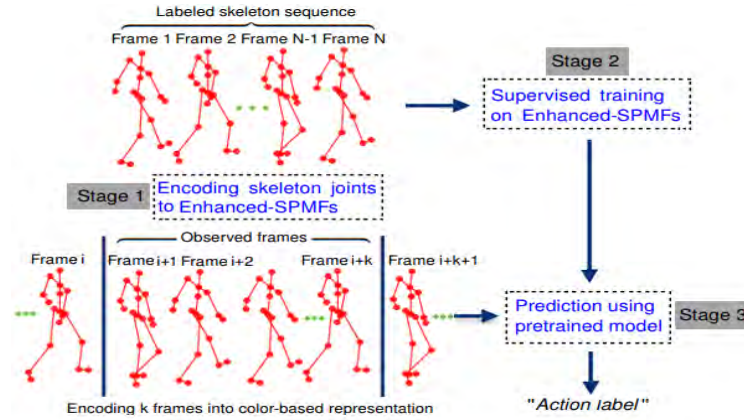 Labeled skeleton sequence
Frame 1 Frame 2 Frame N-1 Frame N
Stage 2
Supervised training
on Enhanced-SPMFs
Stage 1
Encoding skeleton joints
to Enhanced-SPMFs
Observed frames
Frame i
Frame i+1 Frame i+2
Frame i+k
Frame i+k+1
Prediction using
pretrained model
Stage 3
"Action label"
Encoding k frames into color-based representation